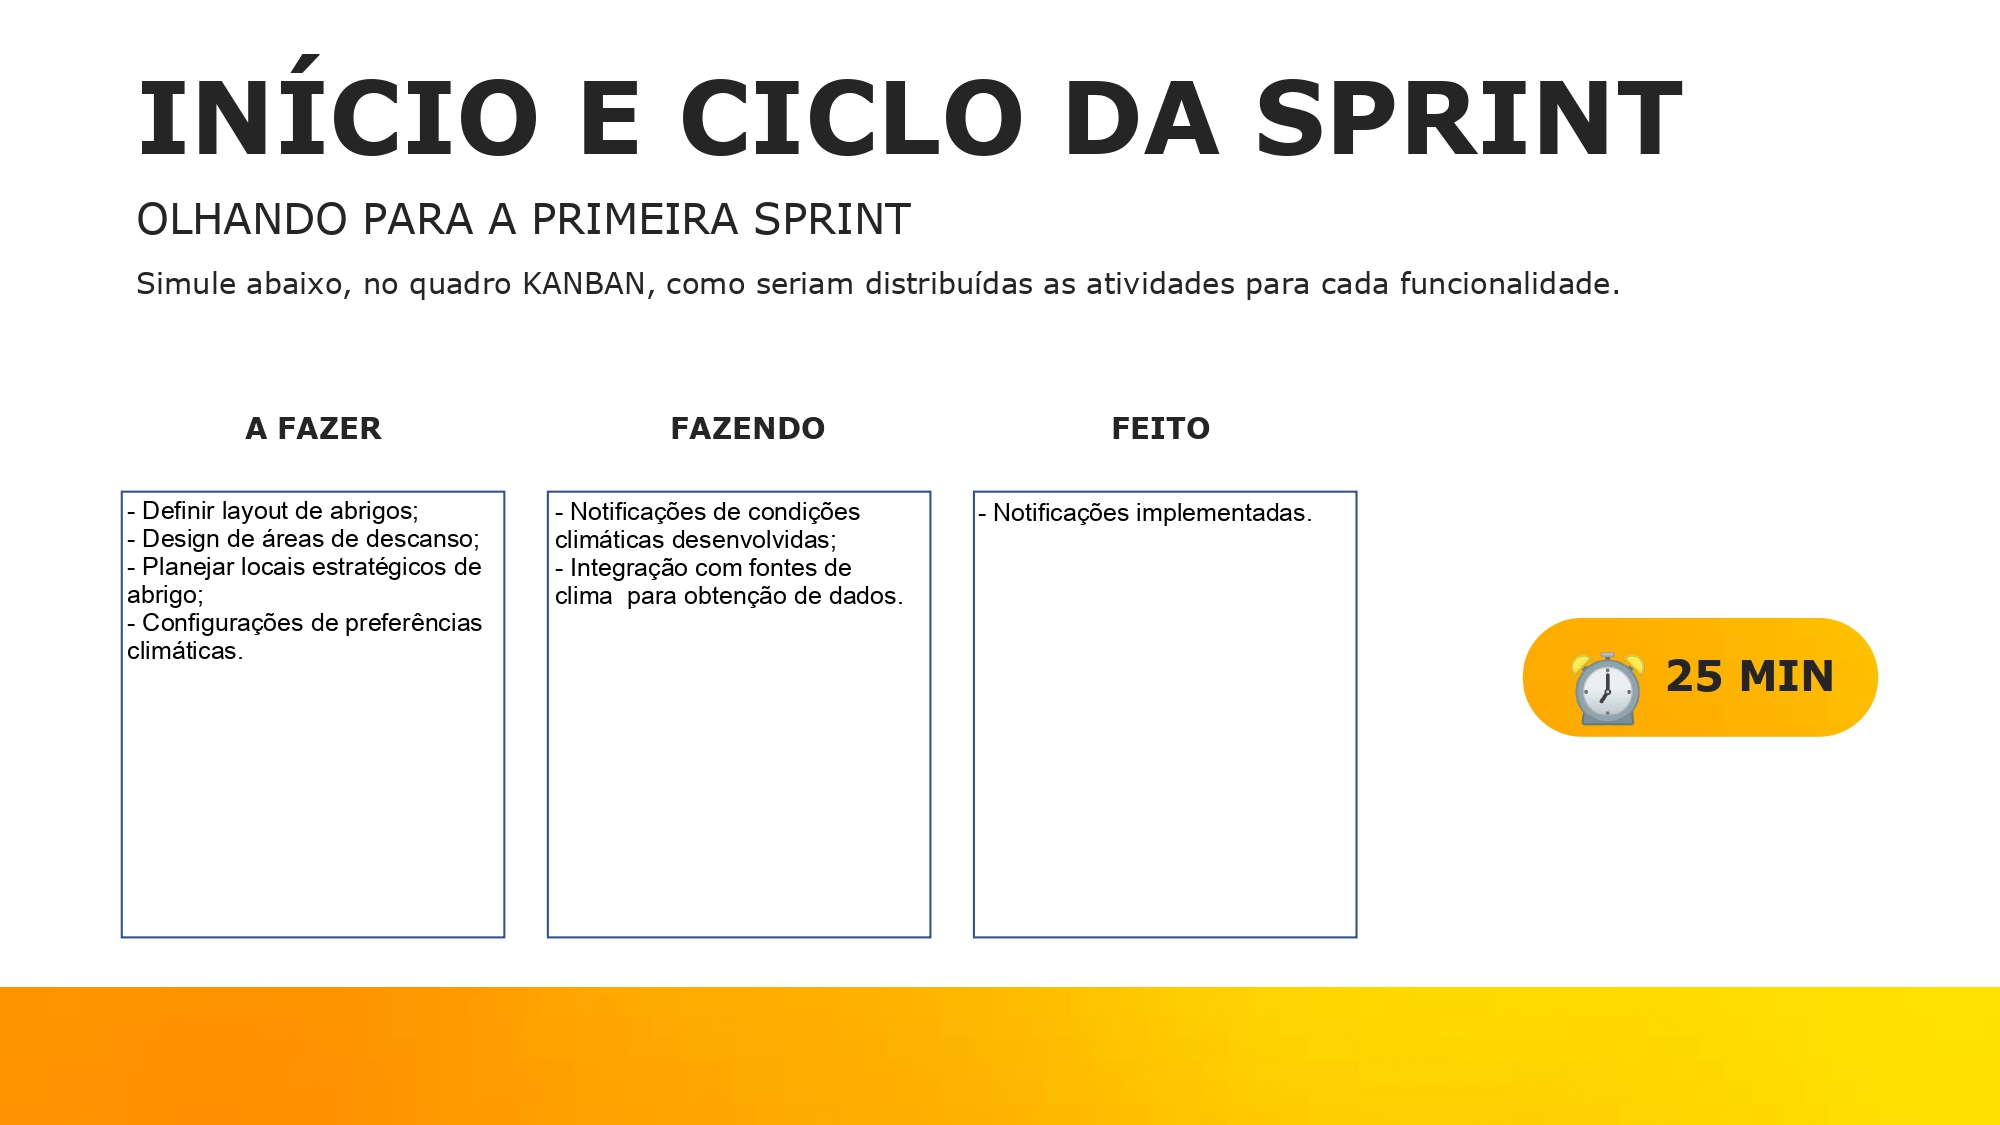 INÍCIO E CICLO DA SPRINT
OLHANDO PARA A PRIMEIRA SPRINT
Simule abaixo, no quadro KANBAN, como seriam distribuídas as atividades para cada funcionalidade.
A FAZER
- Definir layout de abrigos;
- Design de áreas de descanso;
- Planejar locais estratégicos de
abrigo;
- Configurações de preferências
climáticas.
FAZENDO
- Notificações de condições
climáticas desenvolvidas;
- Integração com fontes de
clima  para obtenção de dados.
FEITO
- Notificações implementadas.
25 MIN